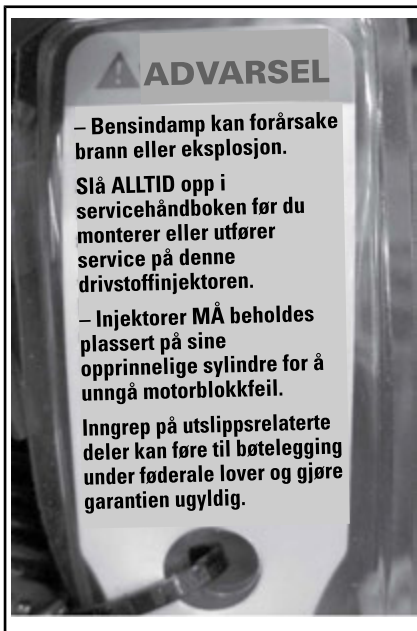 ADVARSEL
– Bensindamp kan forårsake
brann eller eksplosjon.
Slå ALLTID opp i
servicehåndboken før du
monterer eller utfører
service på denne
drivstoffinjektoren.
– Injektorer MÅ beholdes
plassert på sine
opprinnelige sylindre for å
unngå motorblokkfeil.
Inngrep på utslippsrelaterte
deler kan føre til bøtelegging
under føderale lover og gjøre
garantien ugyldig.